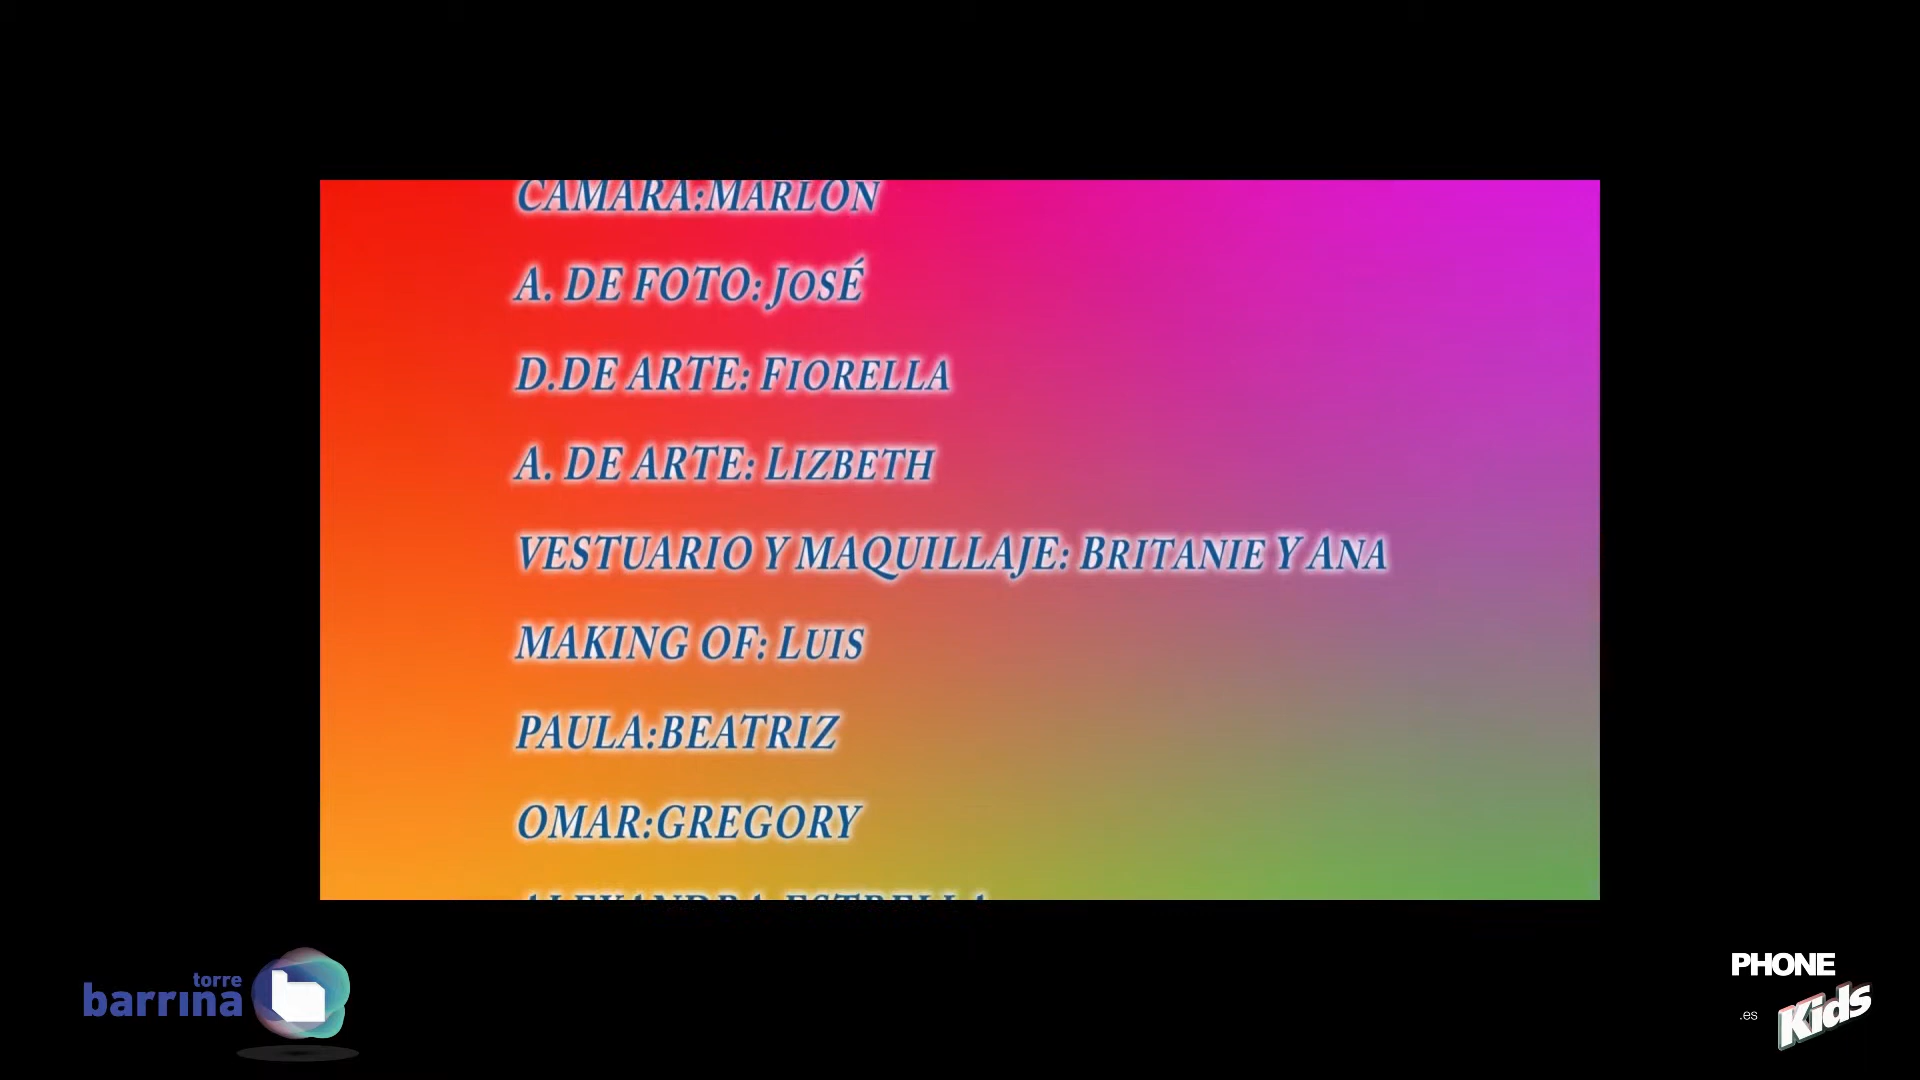 CAMARA:MARLON
A. DE FOTO: JOSÉ
D.DE ARTE: FIORELLA
A. DE ARTE: LIZBETH
VESTUARIO Y MAQUILLAJE: BRITANIE Y ANA
MAKING OF: LUIS
PAULA:BEATRIZ
OMAR:GREGORY
torre
barrina
PHONE
.es Kids